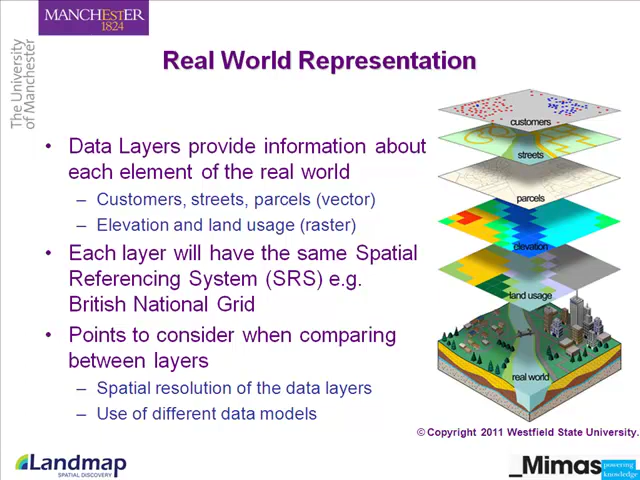 MANCHESTER
1824
The University
of Manchester
Real World Representation
• Data Layers provide information about
each element of the real world
– Customers, streets, parcels (vector)
– Elevation and land usage (raster)
• Each layer will have the same Spatial
Referencing System (SRS) e.g.
British National Grid
• Points to consider when comparing
between layers
– Spatial resolution of the data layers
– Use of different data models
customers
streets
parcels
elevation
land usage
real world
© Copyright 2011 Westfield State University.
Landmap
SPATIAL DISCOVERY
_Mimas
powering
knowledge